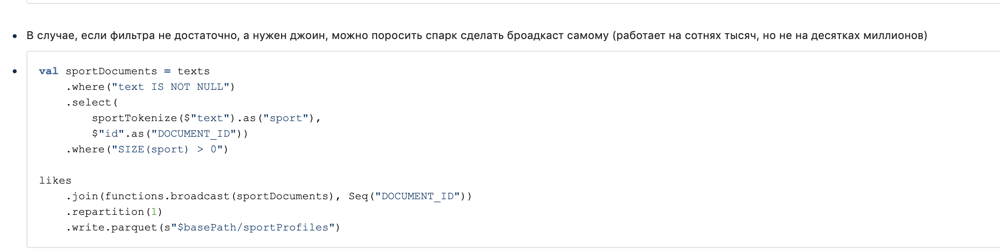 В случае, если фильтра не достаточно, а нужен джоин, можно поросить спарк сделать броадкаст самому (работает на сотнях тысяч, но не на десятках миллионов)
val sportDocuments = texts
    .where("text IS NOT NULL")
    .select(
        sportTokenize($"text").as("sport"),
        $"id".as("DOCUMENT_ID"))
    .where("SIZE(sport) > 0")

likes
    .join(functions.broadcast(sportDocuments), Seq("DOCUMENT_ID"))
    .repartition(1)
    .write.parquet(s"$basePath/sportProfiles")